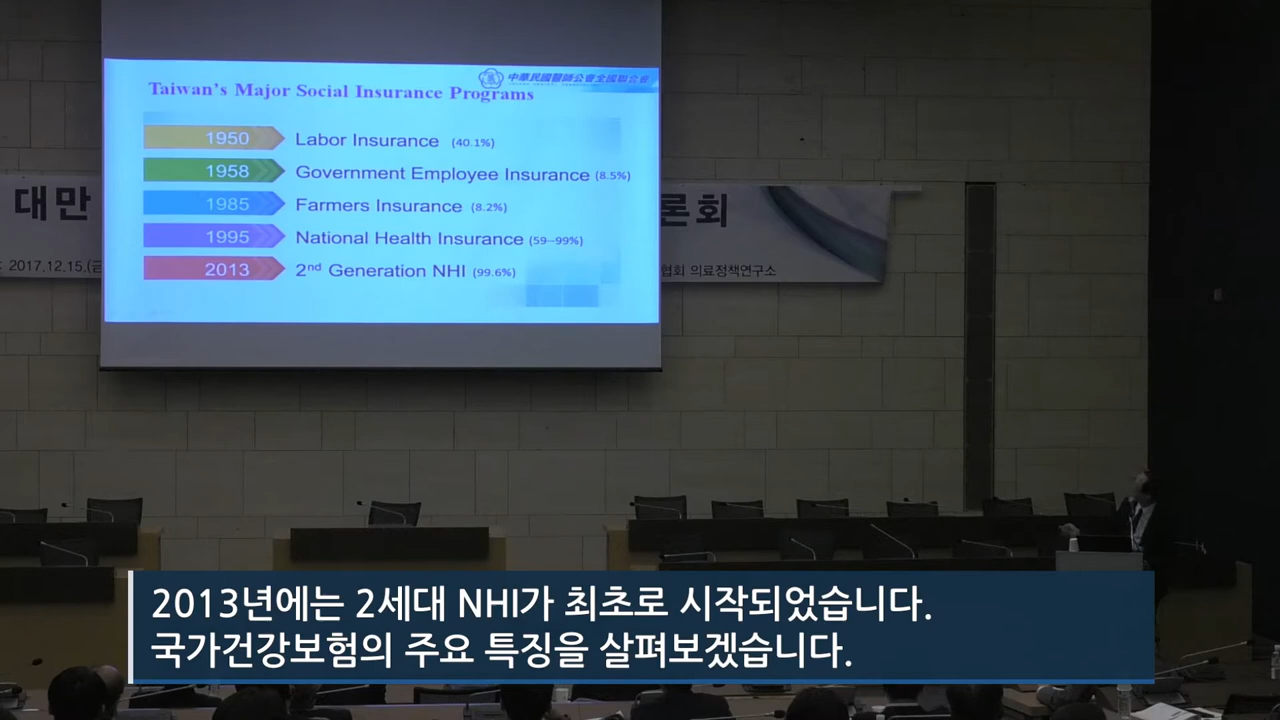 中華民國醫師公會全國聯合會
Taiwan's Major Social Insurance Programs
1950 Labor Insurance (40.1%)
1958 Government Employee Insurance (8.5%)
1985 Farmers Insurance (8.2%)
1995 National Health Insurance (59–99%)
2013 2nd Generation NHI (99.6%)
대만
론회
: 2017.12.15.(금
협회 의료정책연구소
2013년에는 2세대 NHI가 최초로 시작되었습니다.
국가건강보험의 주요 특징을 살펴보겠습니다.